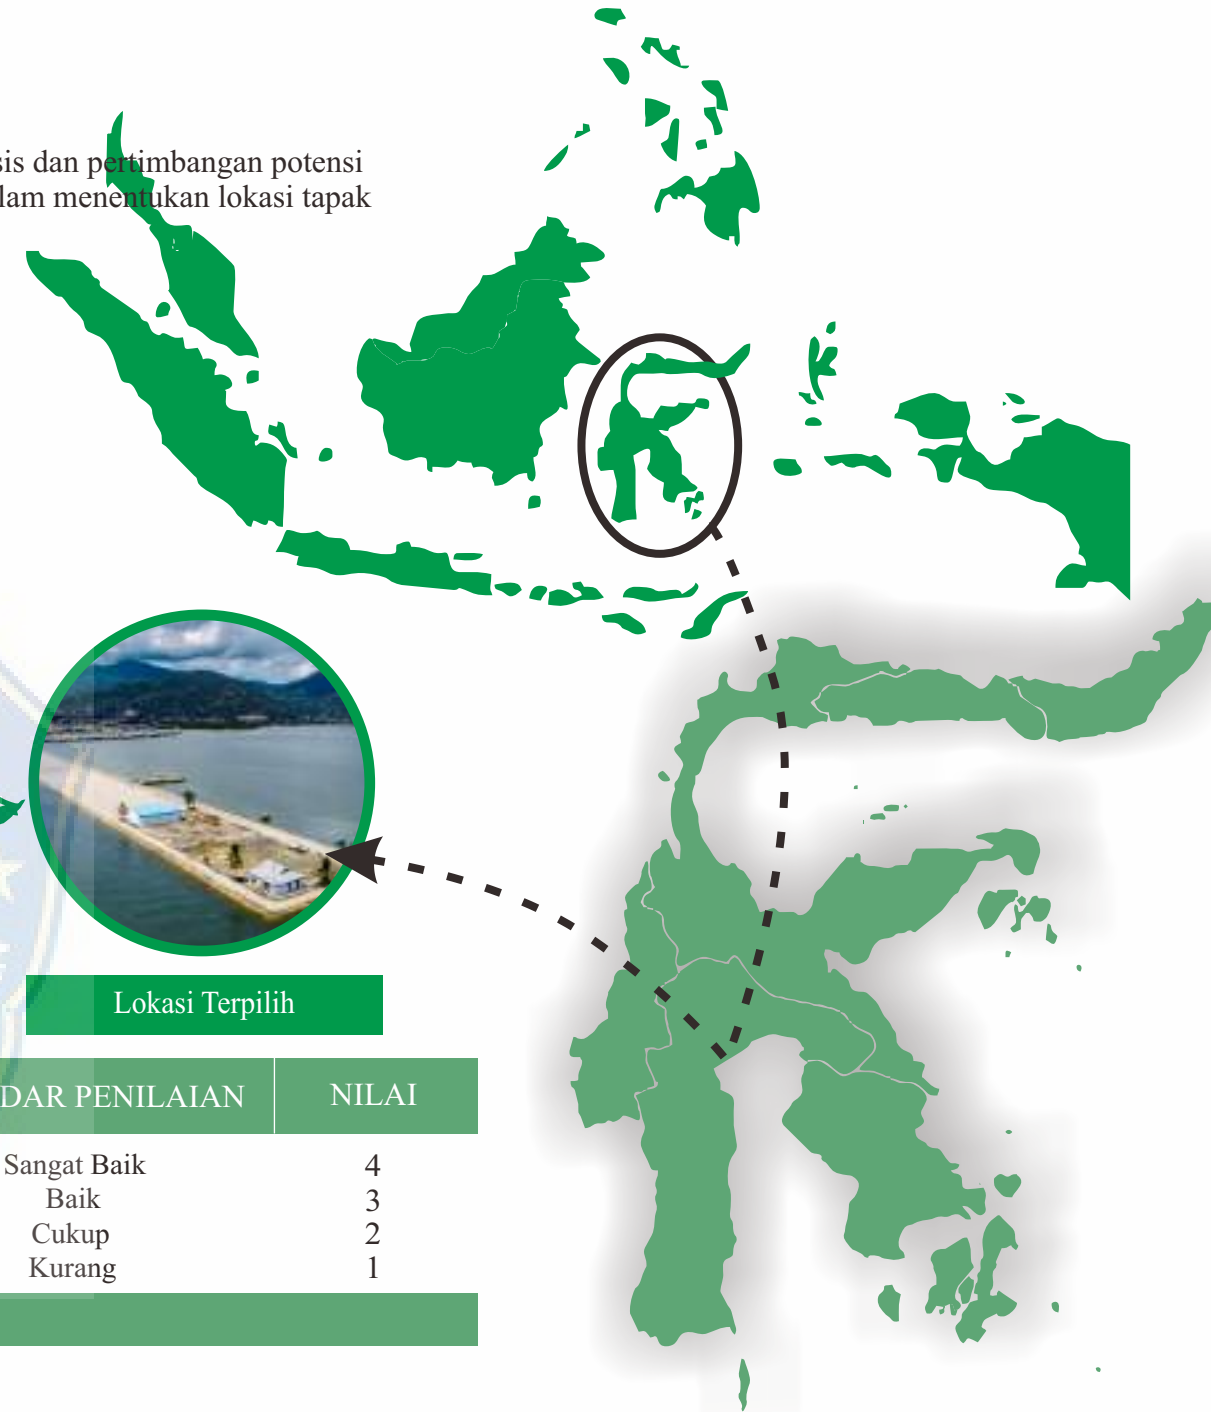 sis dan pertimbangan potensi
lam menentukan lokasi tapak
Lokasi Terpilih
DAR PENILAIAN NILAI
Sangat Baik 4
Baik 3
Cukup 2
Kurang 1